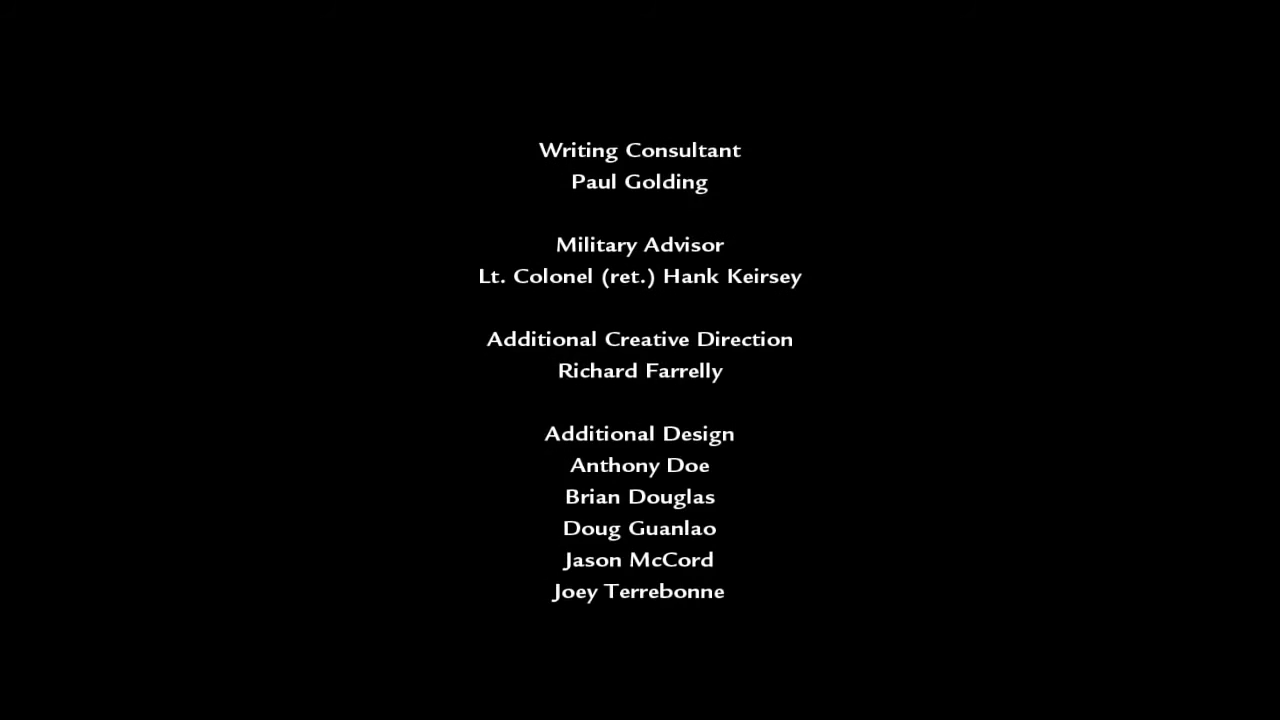 Writing Consultant
Paul Golding
Military Advisor
Lt. Colonel (ret.) Hank Keirsey
Additional Creative Direction
Richard Farrelly
Additional Design
Anthony Doe
Brian Douglas
Doug Guanlao
Jason McCord
Joey Terrebonne